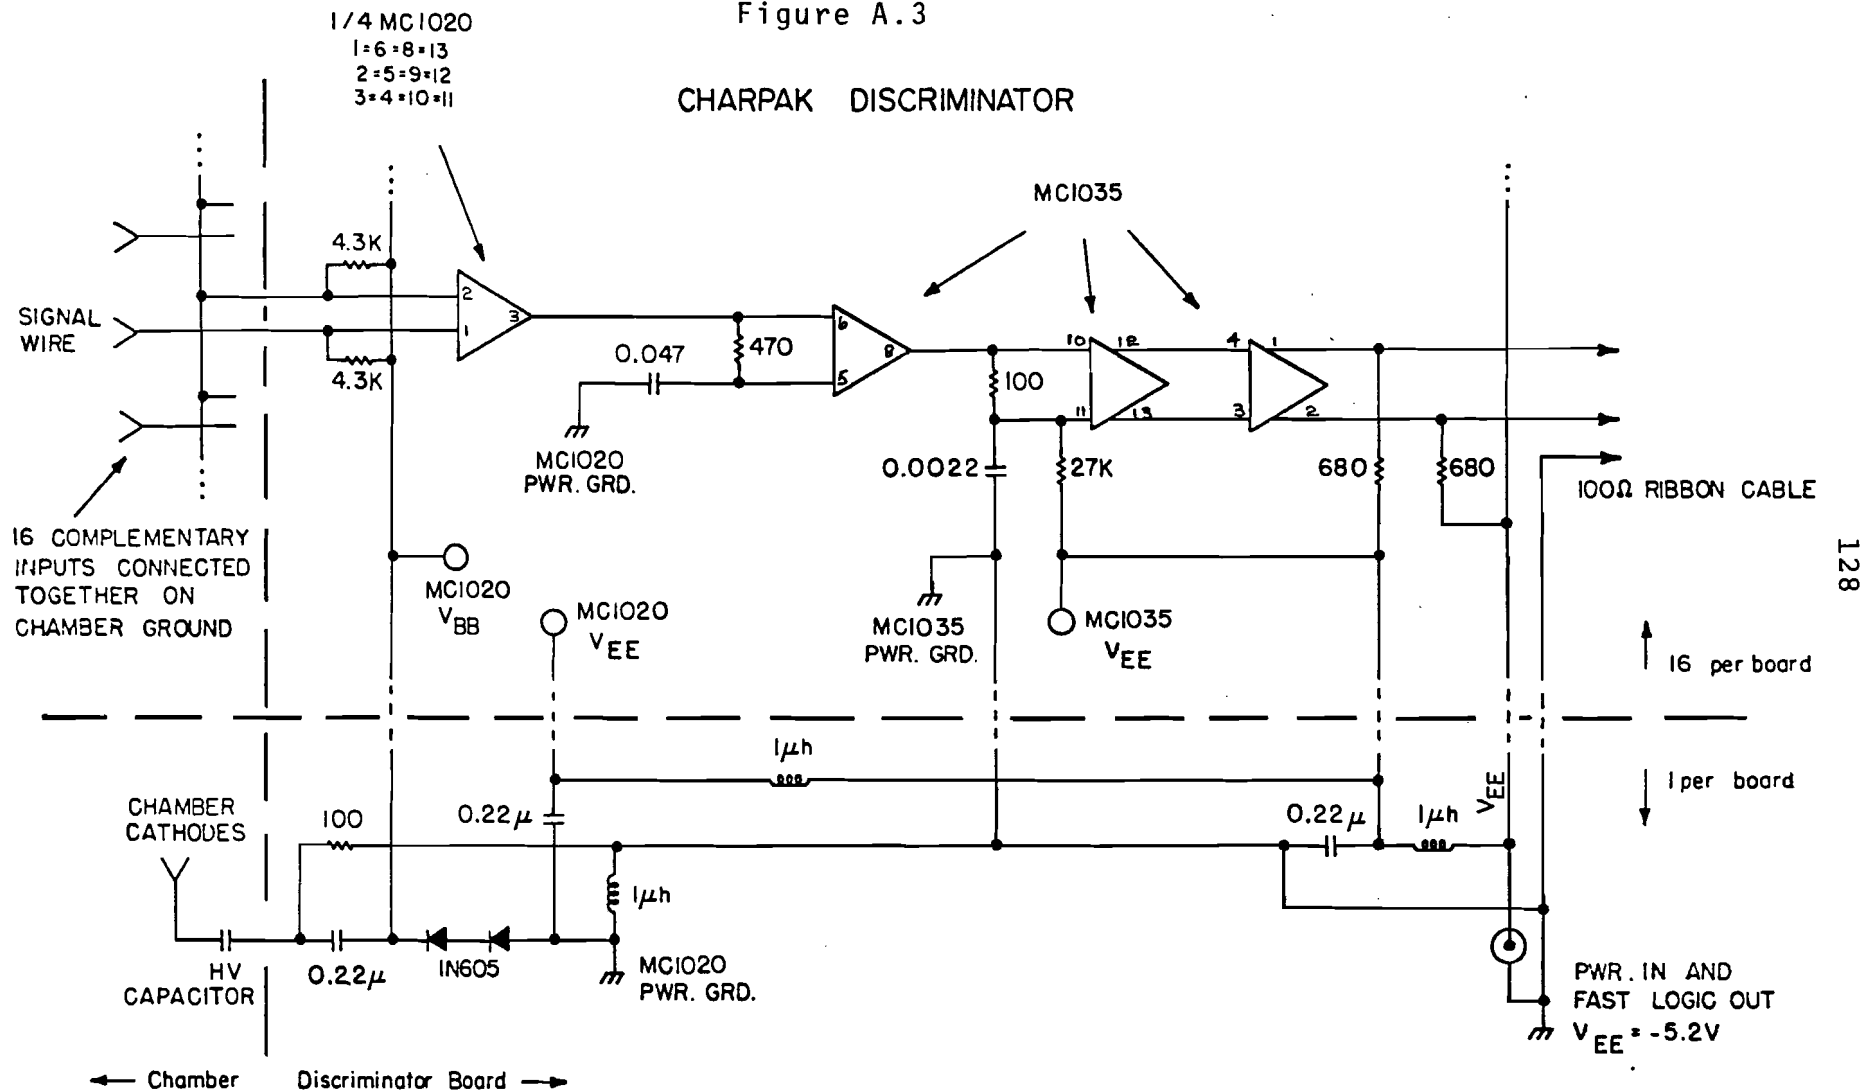 Figure A.3
CHARPAK DISCRIMINATOR
1/4 MC1020
1=6=8=13
2=5=9=12
3=4=10=11
MC1035
4.3K
4.3K
SIGNAL
WIRE
2
1
3
0.047
470
6
5
8
100
10
11
12
13
4
3
1
2
MC1020
PWR. GRD.
0.0022
27K
680
680
100Ω RIBBON CABLE
16 COMPLEMENTARY
INPUTS CONNECTED
TOGETHER ON
CHAMBER GROUND
MC1020
VBB
MC1020
VEE
MC1035
PWR. GRD.
MC1035
VEE
16 per board
128
1μh
1 per board
CHAMBER
CATHODES
100
0.22μ
0.22μ
1μh
VEE
1μh
HV
CAPACITOR
0.22μ
IN605
MC1020
PWR. GRD.
PWR. IN AND
FAST LOGIC OUT
VEE = -5.2V
Chamber
Discriminator Board